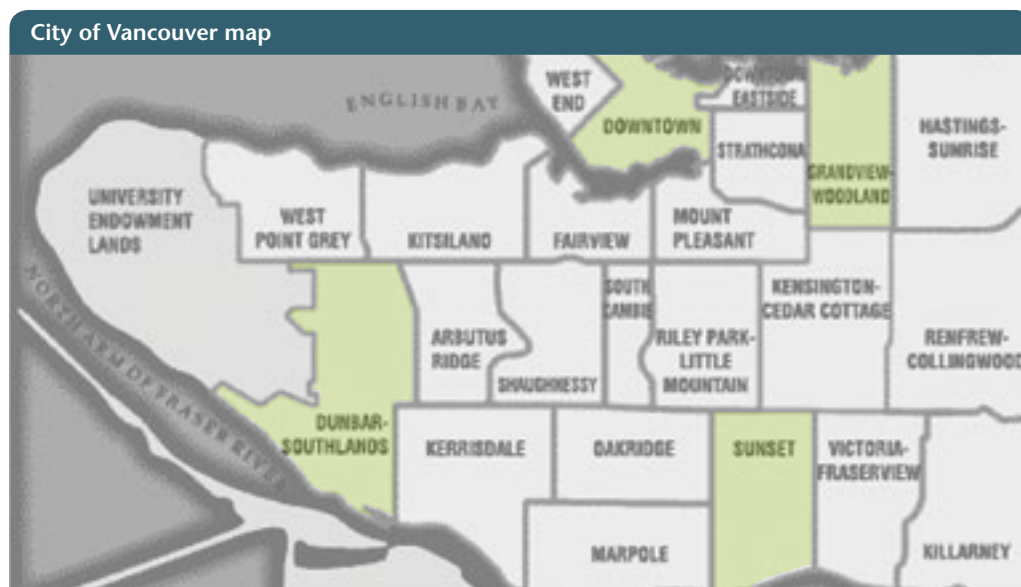 City of Vancouver map
ENGLISH BAY
WEST
END
DOWNTOWN
DOWNTOWN
EASTSIDE
STRATHCONA
GRANDVIEW-
WOODLAND
HASTINGS-
SUNRISE
UNIVERSITY
ENDOWMENT
LANDS
WEST
POINT GREY
KITSILANO
FAIRVIEW
MOUNT
PLEASANT
NORTH ARM OF FRASER RIVER
ARBUTUS
RIDGE
SHAUGHNESSY
SOUTH
CAMBIE
RILEY PARK-
LITTLE
MOUNTAIN
KENSINGTON-
CEDAR COTTAGE
RENFREW-
COLLINGWOOD
DUNBAR-
SOUTHLANDS
KERRISDALE
OAKRIDGE
SUNSET
VICTORIA-
FRASERVIEW
MARPOLE
KILLARNEY